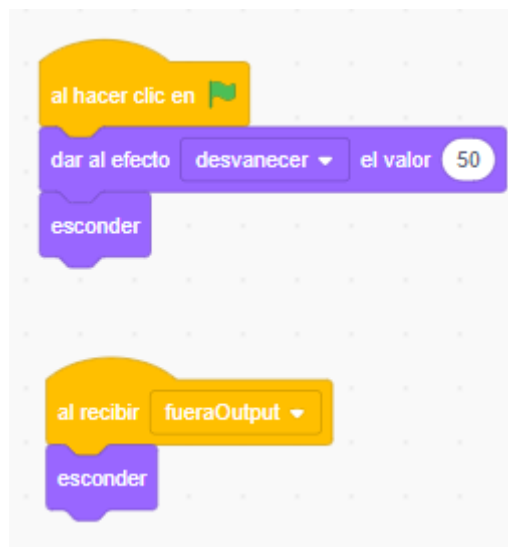 al hacer clic en
dar al efecto desvanecer el valor 50
esconder
al recibir fueraOutput
esconder